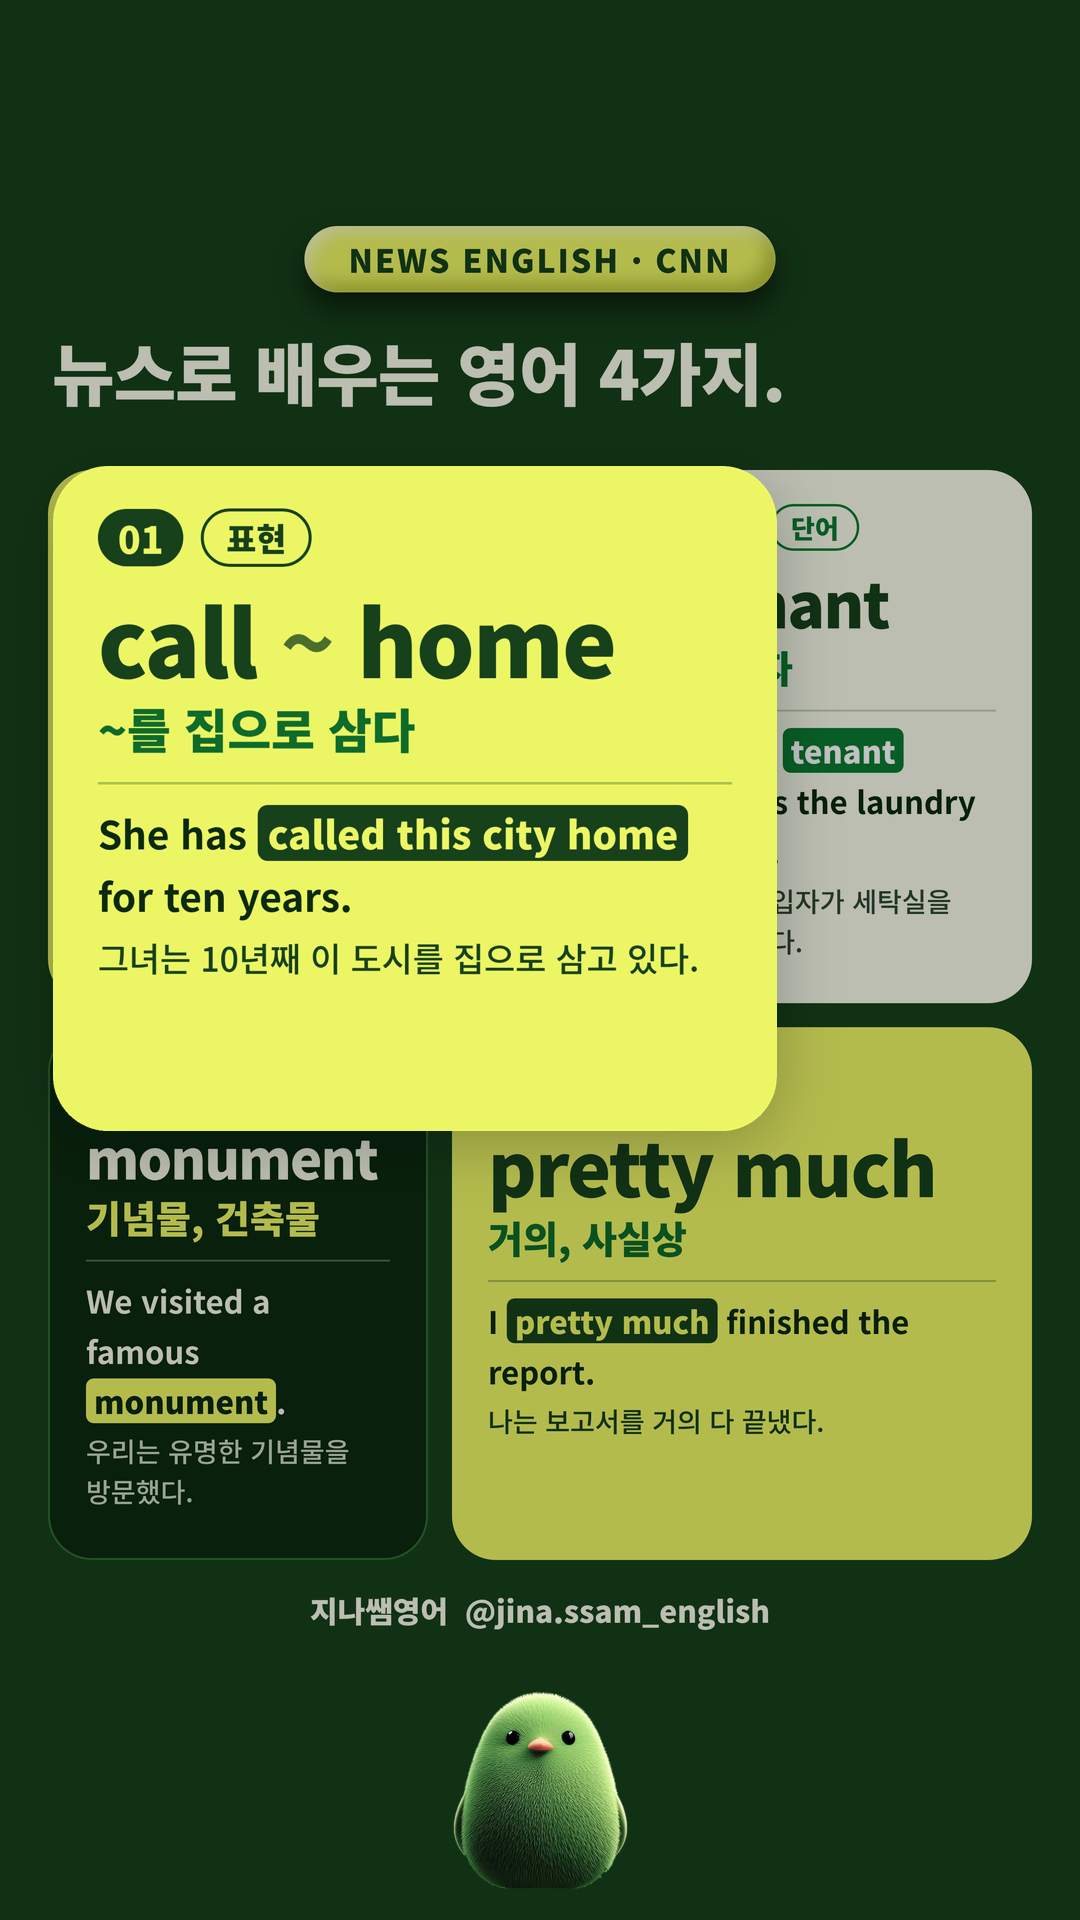 NEWS ENGLISH · CNN
뉴스로 배우는 영어 4가지.
01 표현
call ~ home
~를 집으로 삼다
She has called this city home
for ten years.
그녀는 10년째 이 도시를 집으로 삼고 있다.
단어
tenant
s the laundry
세탁실을
monument
기념물, 건축물
We visited a
famous
monument.
우리는 유명한 기념물을
방문했다.
pretty much
거의, 사실상
I pretty much finished the
report.
나는 보고서를 거의 다 끝냈다.
지나쌤영어 @jina.ssam_english